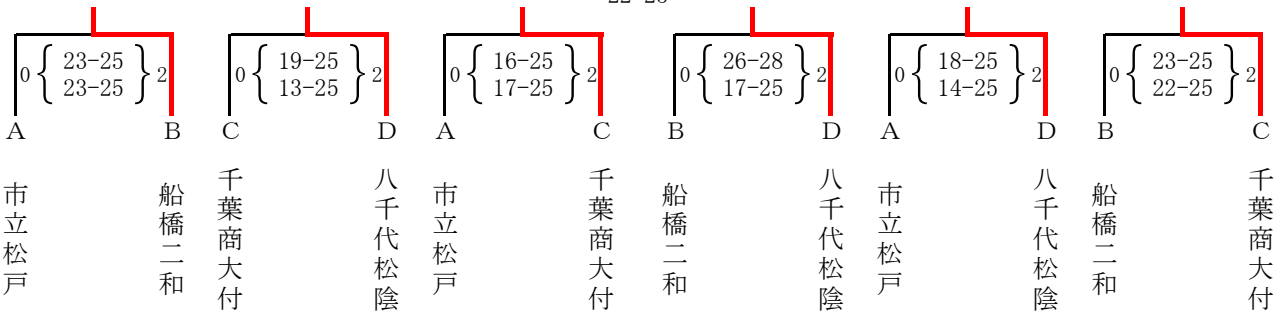 0 { 23-25 } 2
23-25
A B
市立松戸
船橋二和
0 { 19-25 } 2
13-25
C D
千葉商大付
八千代松陰
0 { 16-25 } 2
17-25
A C
市立松戸
千葉商大付
0 { 26-28 } 2
17-25
B D
船橋二和
八千代松陰
0 { 18-25 } 2
14-25
A D
市立松戸
八千代松陰
0 { 23-25 } 2
22-25
B C
船橋二和
千葉商大付